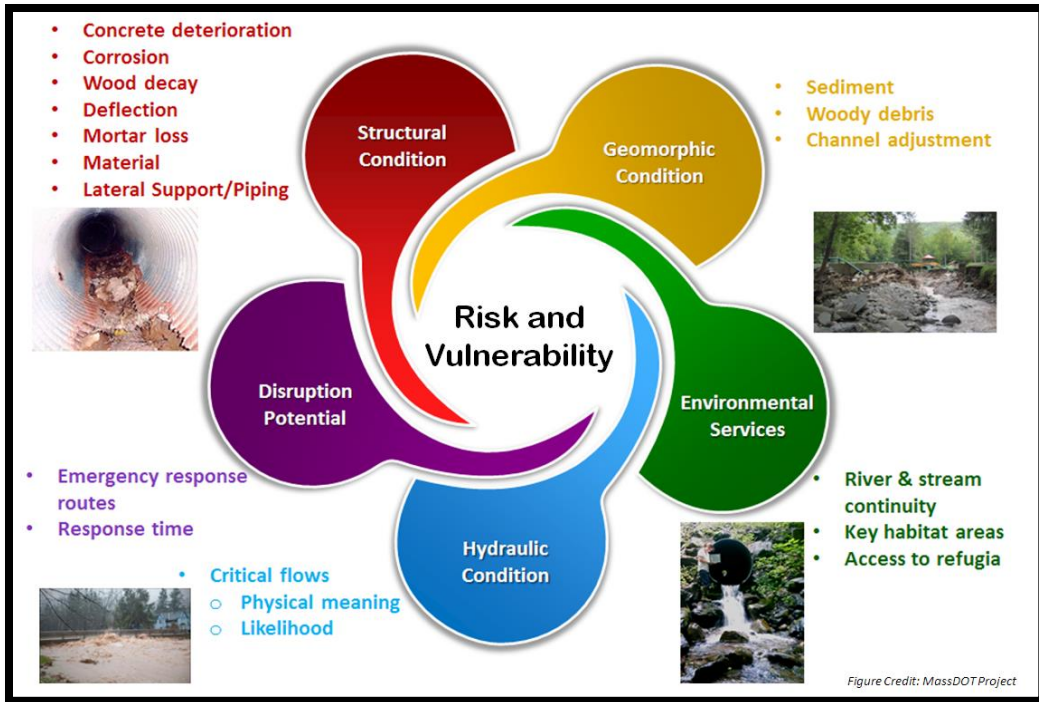 • Concrete deterioration
• Corrosion
• Wood decay
• Deflection
• Mortar loss
• Material
• Lateral Support/Piping
Structural
Condition
Geomorphic
Condition
• Sediment
• Woody debris
• Channel adjustment
Risk and
Vulnerability
Disruption
Potential
Environmental
Services
• Emergency response
routes
• Response time
Hydraulic
Condition
• Critical flows
o Physical meaning
o Likelihood
• River & stream
continuity
• Key habitat areas
• Access to refugia
Figure Credit: MassDOT Project